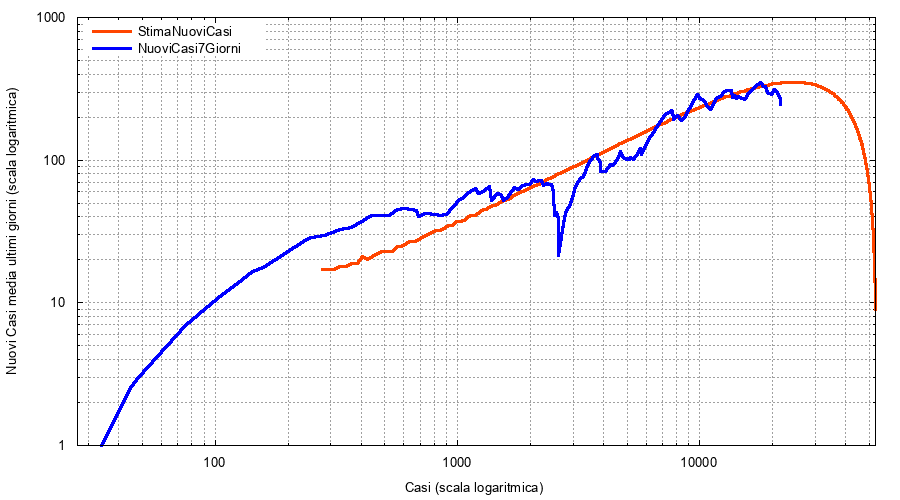 1000
StimaNuoviCasi
NuoviCasi7Giorni
100
10
1
100
1000
10000
Nuovi Casi media ultimi giorni (scala logaritmica)
Casi (scala logaritmica)